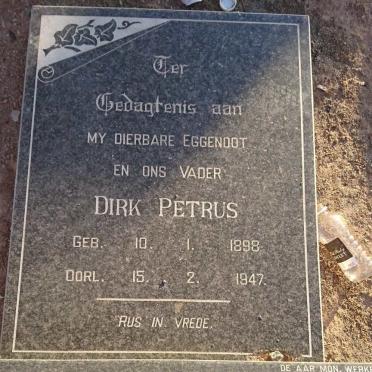 Ter
Gedagtenis aan
MY DIERBARE EGGENOOT
EN ONS VADER
DIRK PETRUS
GEB. 10. 1. 1898
OORL. 15. 2. 1947.
RUS IN VREDE.
DE AAR MON. WERKE